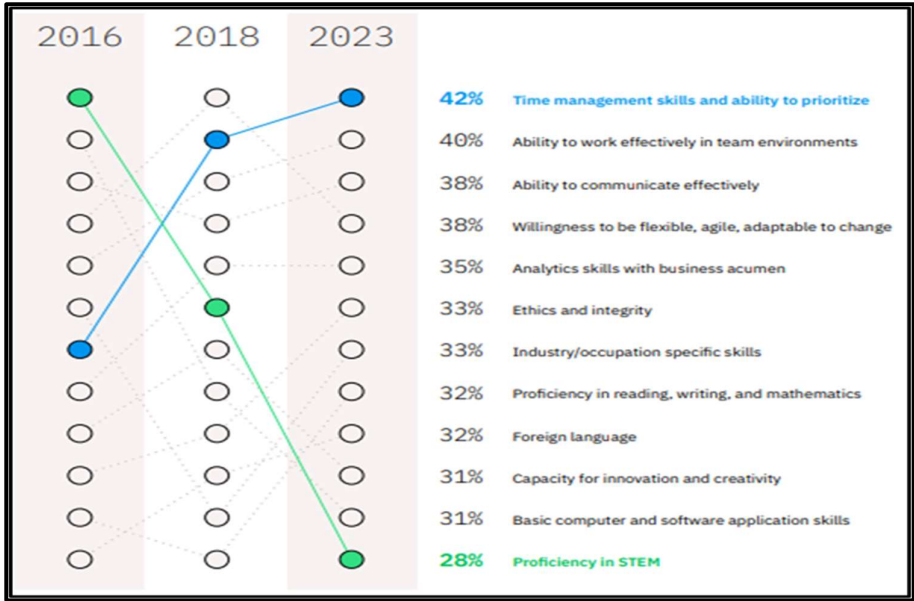 2016 2018 2023
42% Time management skills and ability to prioritize
40% Ability to work effectively in team environments
38% Ability to communicate effectively
38% Willingness to be flexible, agile, adaptable to change
35% Analytics skills with business acumen
33% Ethics and integrity
33% Industry/occupation specific skills
32% Proficiency in reading, writing, and mathematics
32% Foreign language
31% Capacity for innovation and creativity
31% Basic computer and software application skills
28% Proficiency in STEM